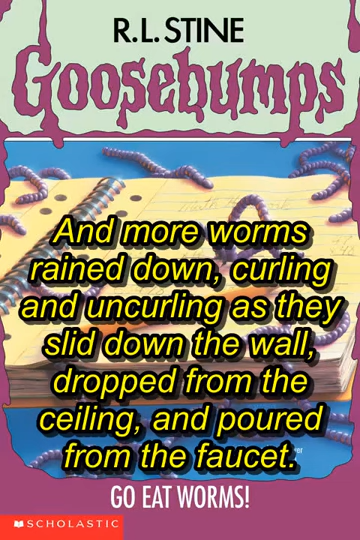 R.L. STINE
Goosebumps
And more worms
rained down, curling
and uncurling as they
slid down the wall,
dropped from the
ceiling, and poured
from the faucet.
GO EAT WORMS!
SCHOLASTIC